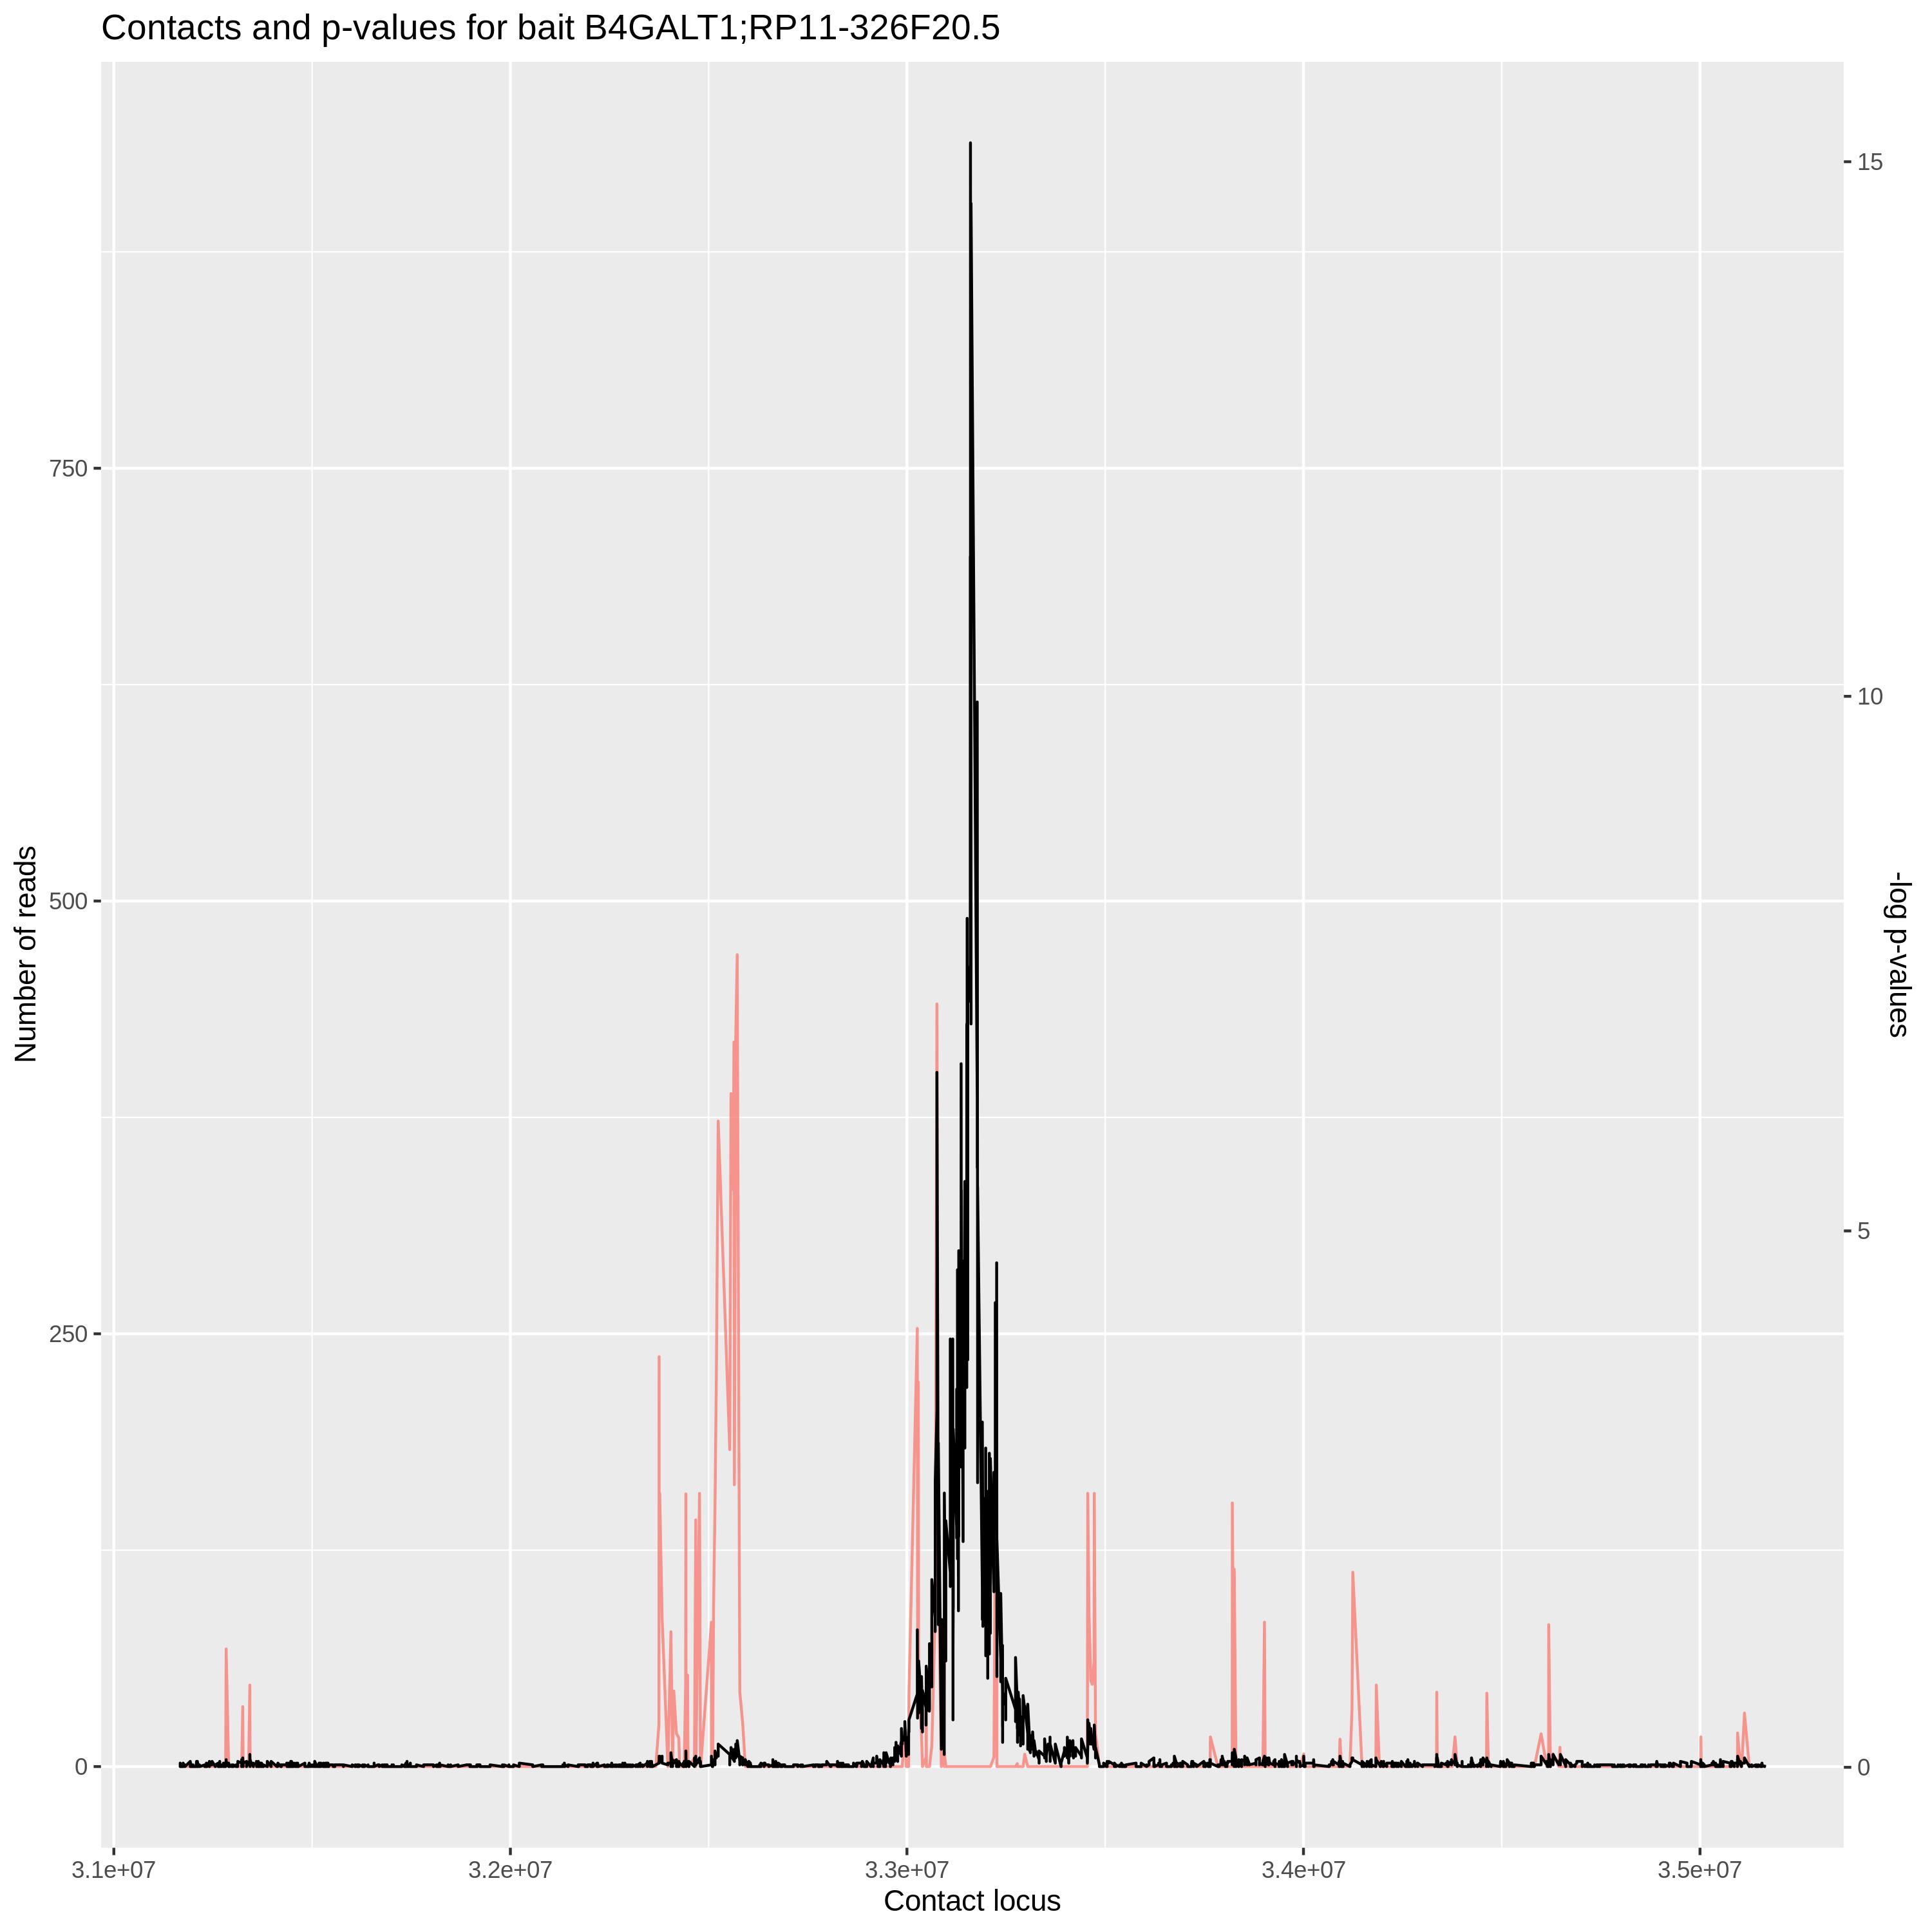 Contacts and p-values for bait B4GALT1;RP11-326F20.5
Number of reads
750
500
250
0
15
10
5
0
-log p-values
3.1e+07
3.2e+07
3.3e+07
3.4e+07
3.5e+07
Contact locus